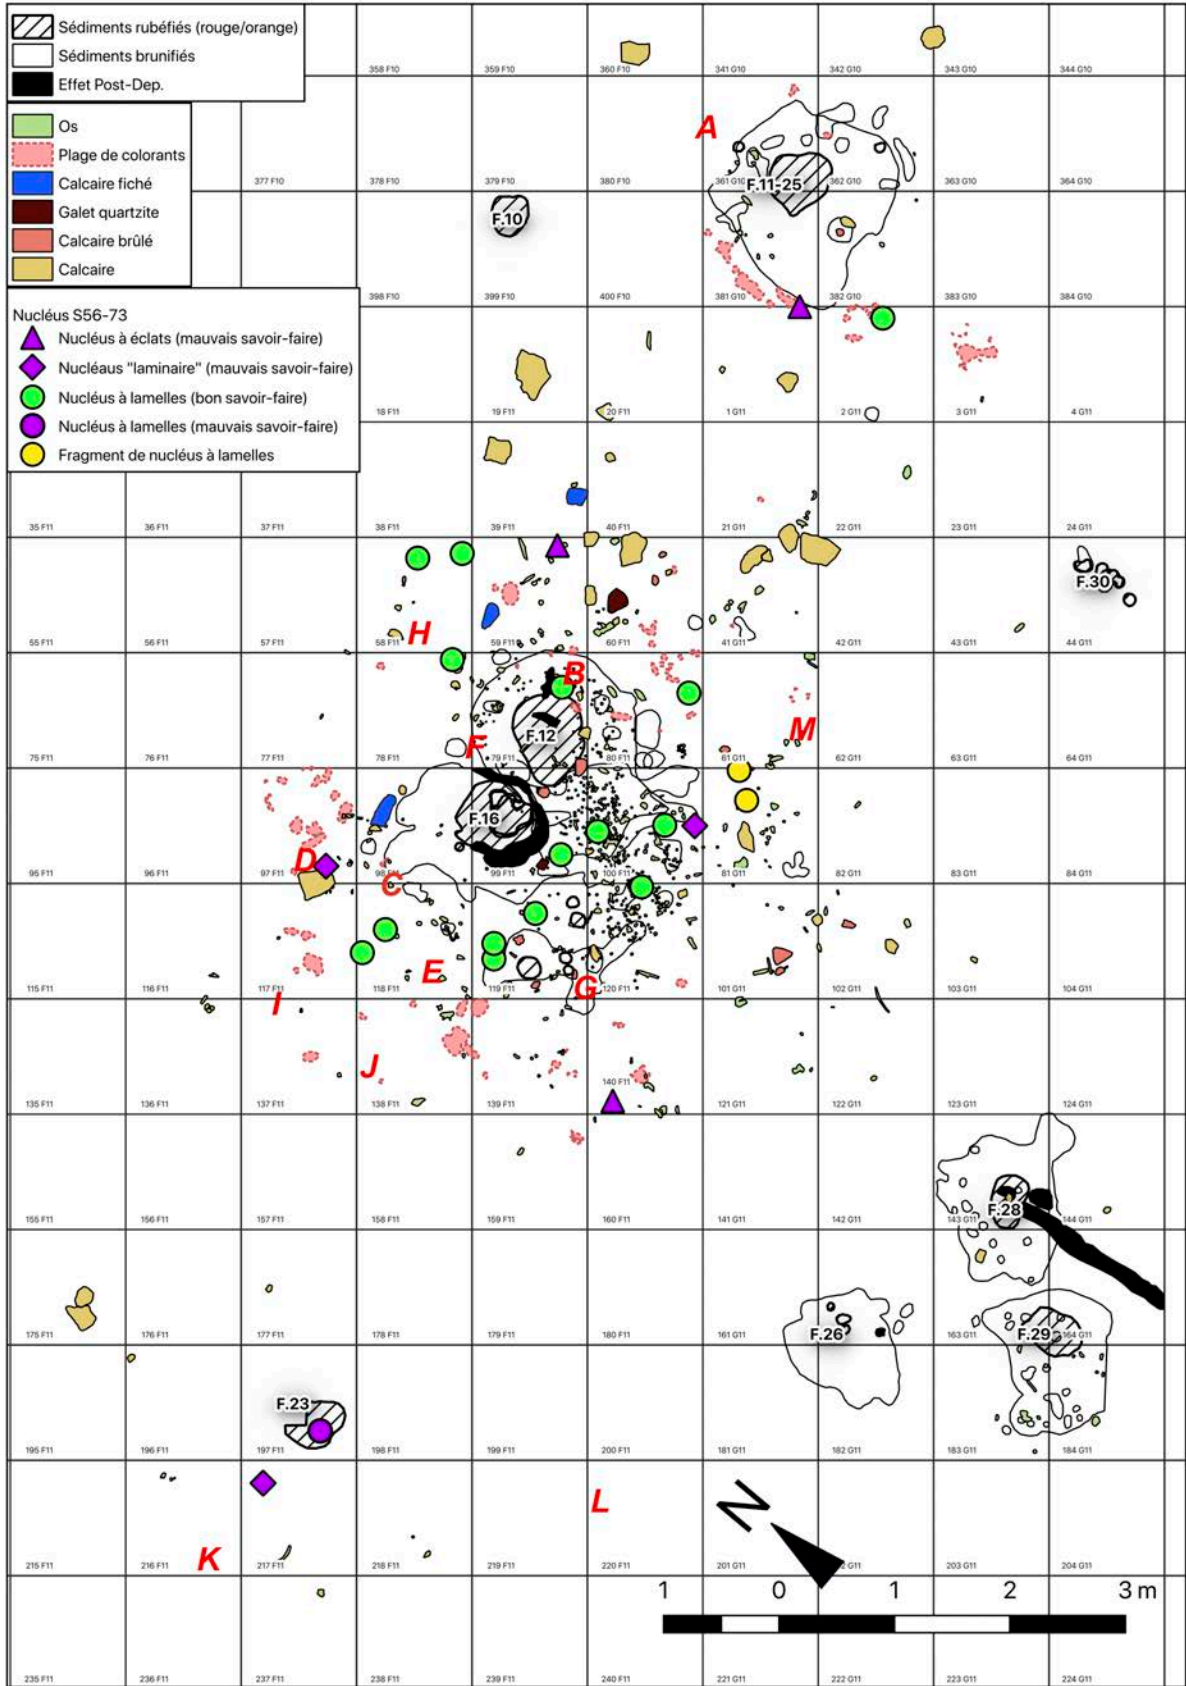 Sédiments rubéfiés (rouge/orange)
Sédiments brunifiés
Effet Post-Dep.
Os
Plage de colorants
Calcaire fiché
Galet quartzite
Calcaire brûlé
Calcaire
Nucléus S56-73
Nucléus à éclats (mauvais savoir-faire)
Nucléaus "laminaire" (mauvais savoir-faire)
Nucléus à lamelles (bon savoir-faire)
Nucléus à lamelles (mauvais savoir-faire)
Fragment de nucléus à lamelles
358 F10 359 F10 360 F10 341 G10 342 G10 343 G10 344 G10
A
377 F10 378 F10 379 F10 380 F10 361 G10 362 G10 363 G10 364 G10
F.11-25
F.10
398 F10 399 F10 400 F10 381 G10 382 G10 383 G10 384 G10
18 F11 19 F11 20 F11 1 G11 2 G11 3 G11 4 G11
35 F11 36 F11 37 F11 38 F11 39 F11 40 F11 21 G11 22 G11 23 G11 24 G11
F.30
H
55 F11 56 F11 57 F11 58 F11 59 F11 60 F11 41 G11 42 G11 43 G11 44 G11
B
M
F.12
F
75 F11 76 F11 77 F11 78 F11 79 F11 80 F11 61 G11 62 G11 63 G11 64 G11
F.16
D
95 F11 96 F11 97 F11 98 F11 99 F11 100 F11 81 G11 82 G11 83 G11 84 G11
C
E
G
115 F11 116 F11 117 F11 118 F11 119 F11 120 F11 101 G11 102 G11 103 G11 104 G11
I
J
140 F11
135 F11 136 F11 137 F11 138 F11 139 F11 121 G11 122 G11 123 G11 124 G11
F.28
155 F11 156 F11 157 F11 158 F11 159 F11 160 F11 141 G11 142 G11 143 G11 144 G11
F.26
F.29
175 F11 176 F11 177 F11 178 F11 179 F11 180 F11 161 G11 163 G11 164 G11
F.23
195 F11 196 F11 197 F11 198 F11 199 F11 200 F11 181 G11 182 G11 183 G11 184 G11
L
N
K
215 F11 216 F11 217 F11 218 F11 219 F11 220 F11 201 G11 203 G11 204 G11
1 0 1 2 3 m
235 F11 236 F11 237 F11 238 F11 239 F11 240 F11 221 G11 222 G11 223 G11 224 G11